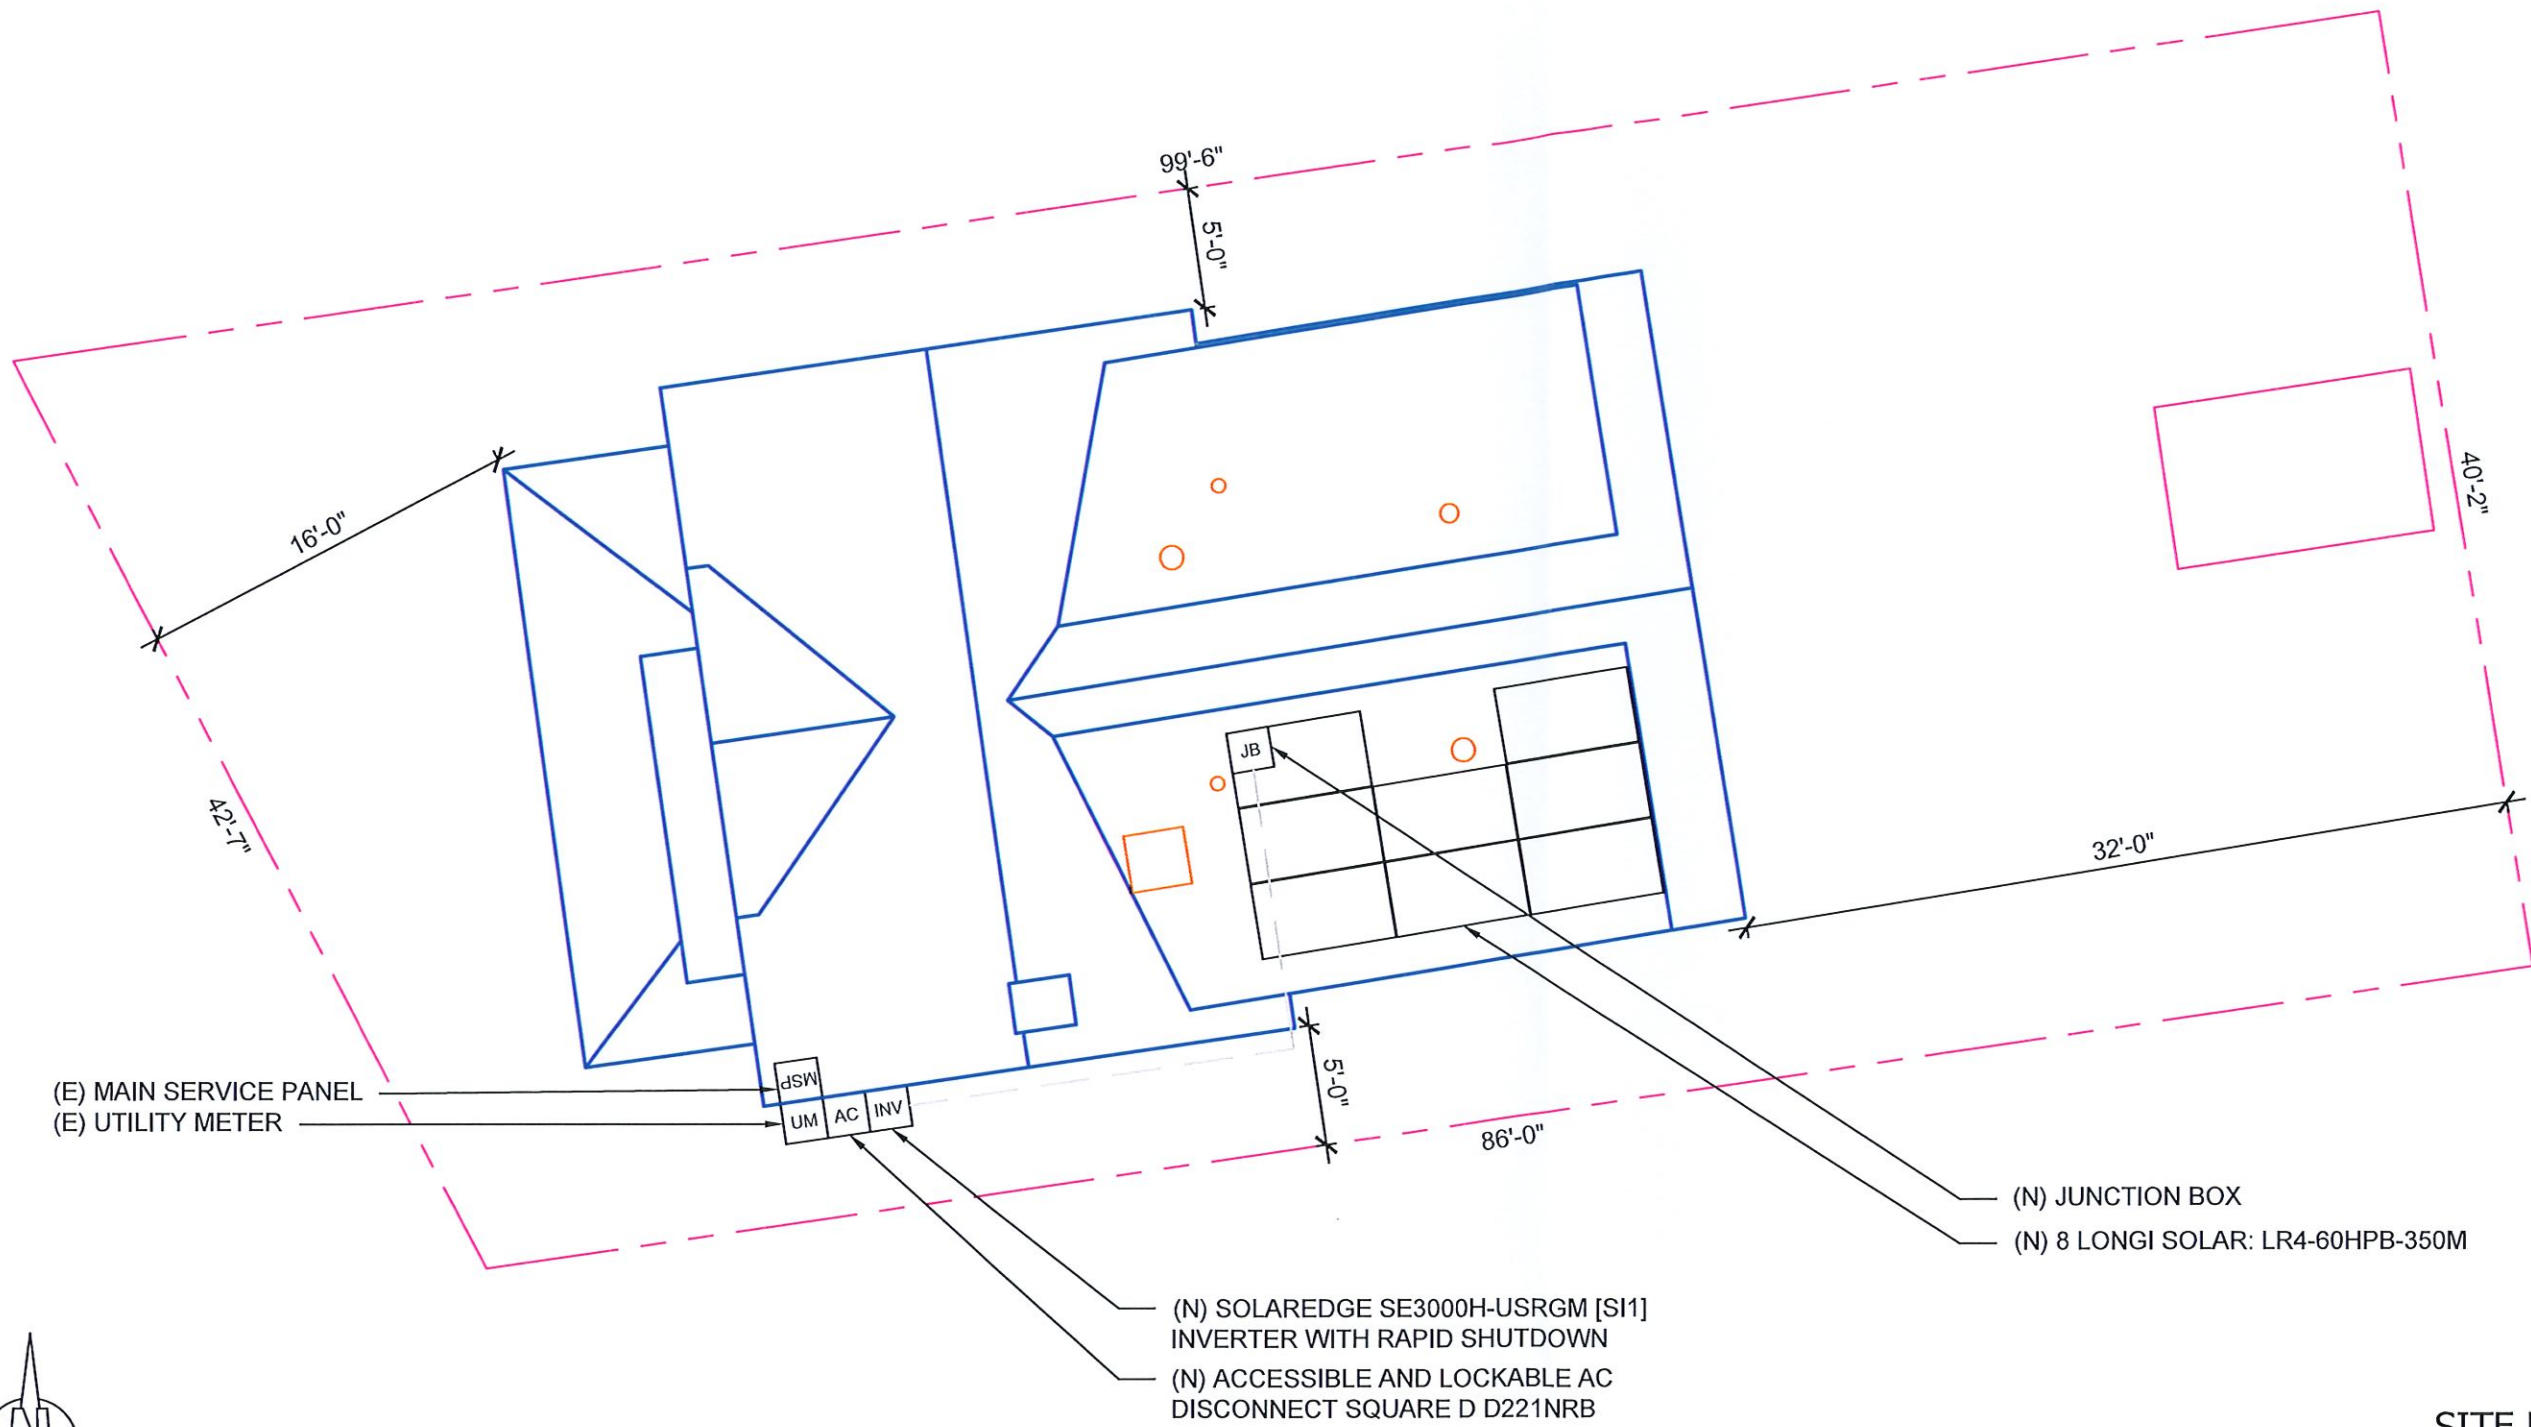 99'-6"
5'-0"
16'-0"
40'-2"
JB
42'-7"
32'-0"
MSP
(E) MAIN SERVICE PANEL
(E) UTILITY METER
UM
AC
INV
5'-0"
86'-0"
(N) JUNCTION BOX
(N) 8 LONGI SOLAR: LR4-60HPB-350M
(N) SOLAREDGE SE3000H-USRGM [SI1]
INVERTER WITH RAPID SHUTDOWN
(N) ACCESSIBLE AND LOCKABLE AC
DISCONNECT SQUARE D D221NRB
N
SITE